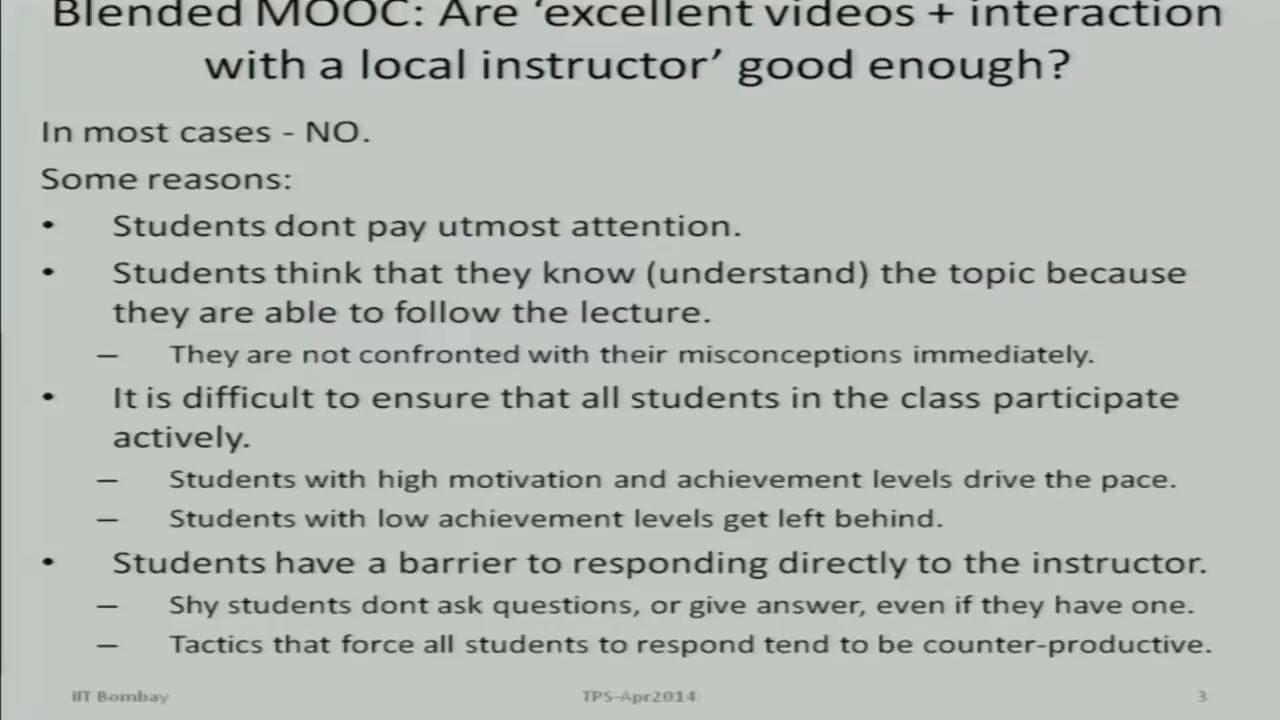 Blended MOOC: Are ‘excellent videos + interaction
with a local instructor’ good enough?
In most cases - NO.
Some reasons:
• Students dont pay utmost attention.
• Students think that they know (understand) the topic because
they are able to follow the lecture.
– They are not confronted with their misconceptions immediately.
• It is difficult to ensure that all students in the class participate
actively.
– Students with high motivation and achievement levels drive the pace.
– Students with low achievement levels get left behind.
• Students have a barrier to responding directly to the instructor.
– Shy students dont ask questions, or give answer, even if they have one.
– Tactics that force all students to respond tend to be counter-productive.
IIT Bombay TPS-Apr2014 3